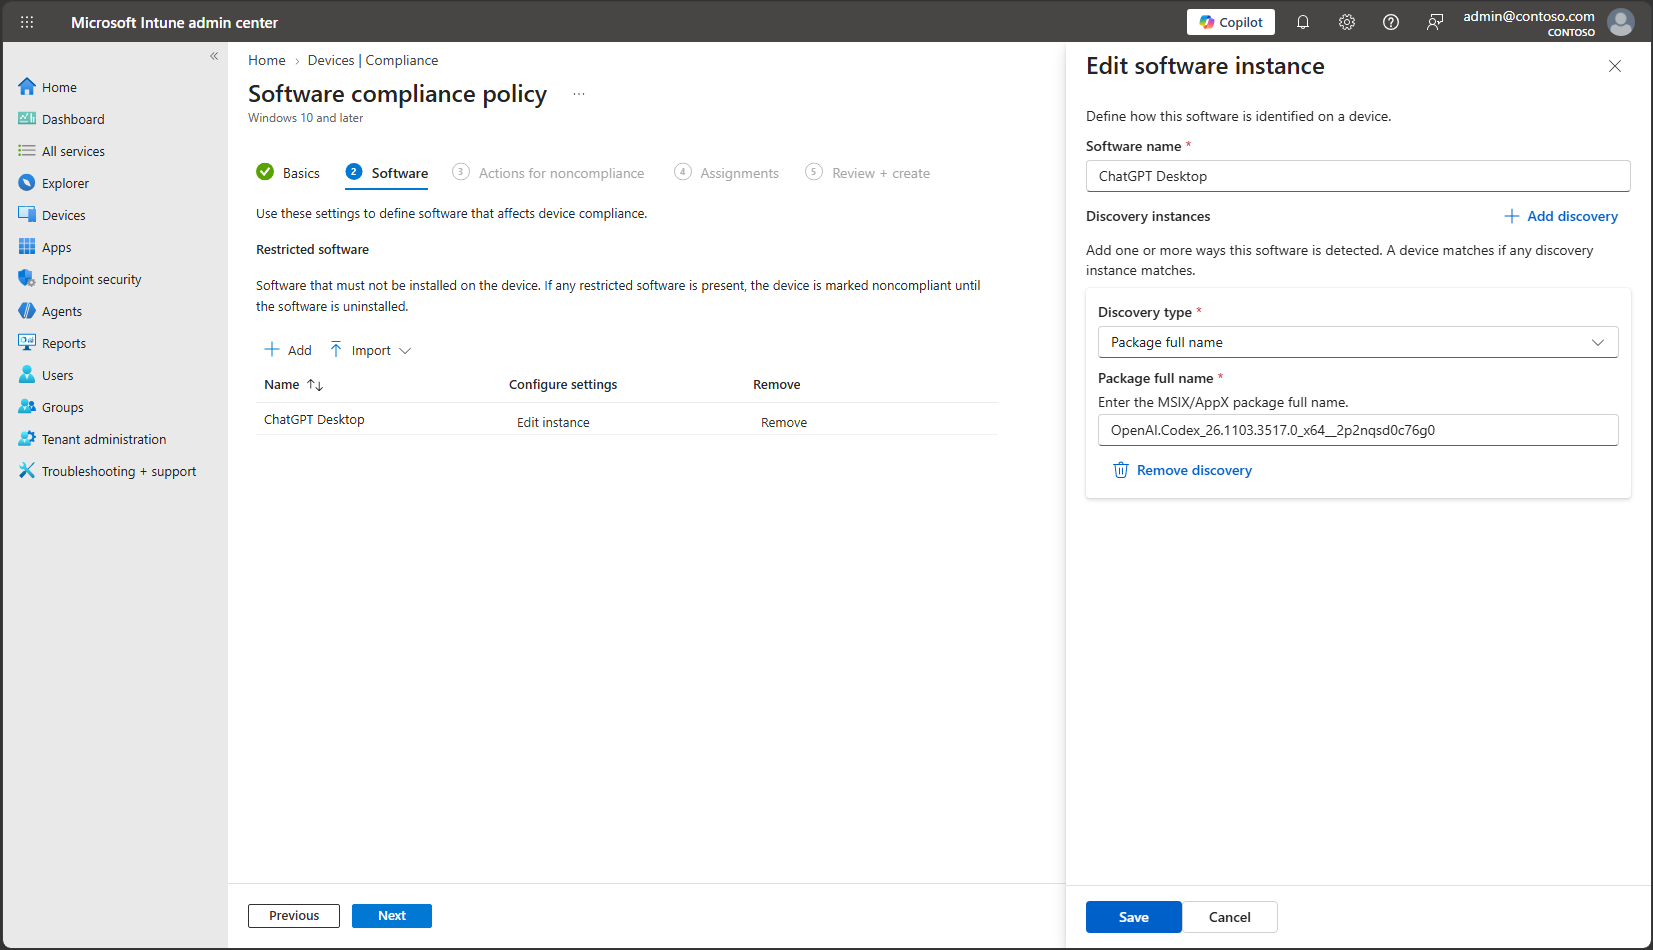 Microsoft Intune admin center
Copilot
admin@contoso.com
CONTOSO
«
Home
Dashboard
All services
Explorer
Devices
Apps
Endpoint security
Agents
Reports
Users
Groups
Tenant administration
Troubleshooting + support
Home › Devices | Compliance
Software compliance policy ...
Windows 10 and later
Basics
2 Software
3 Actions for noncompliance
4 Assignments
5 Review + create
Use these settings to define software that affects device compliance.
Restricted software
Software that must not be installed on the device. If any restricted software is present, the device is marked noncompliant until
the software is uninstalled.
Add Import
Name Configure settings Remove
ChatGPT Desktop Edit instance Remove
Previous Next
Edit software instance
Define how this software is identified on a device.
Software name *
ChatGPT Desktop
Discovery instances
Add discovery
Add one or more ways this software is detected. A device matches if any discovery
instance matches.
Discovery type *
Package full name
Package full name *
Enter the MSIX/AppX package full name.
OpenAI.Codex_26.1103.3517.0_x64__2p2nqsd0c76g0
Remove discovery
Save Cancel